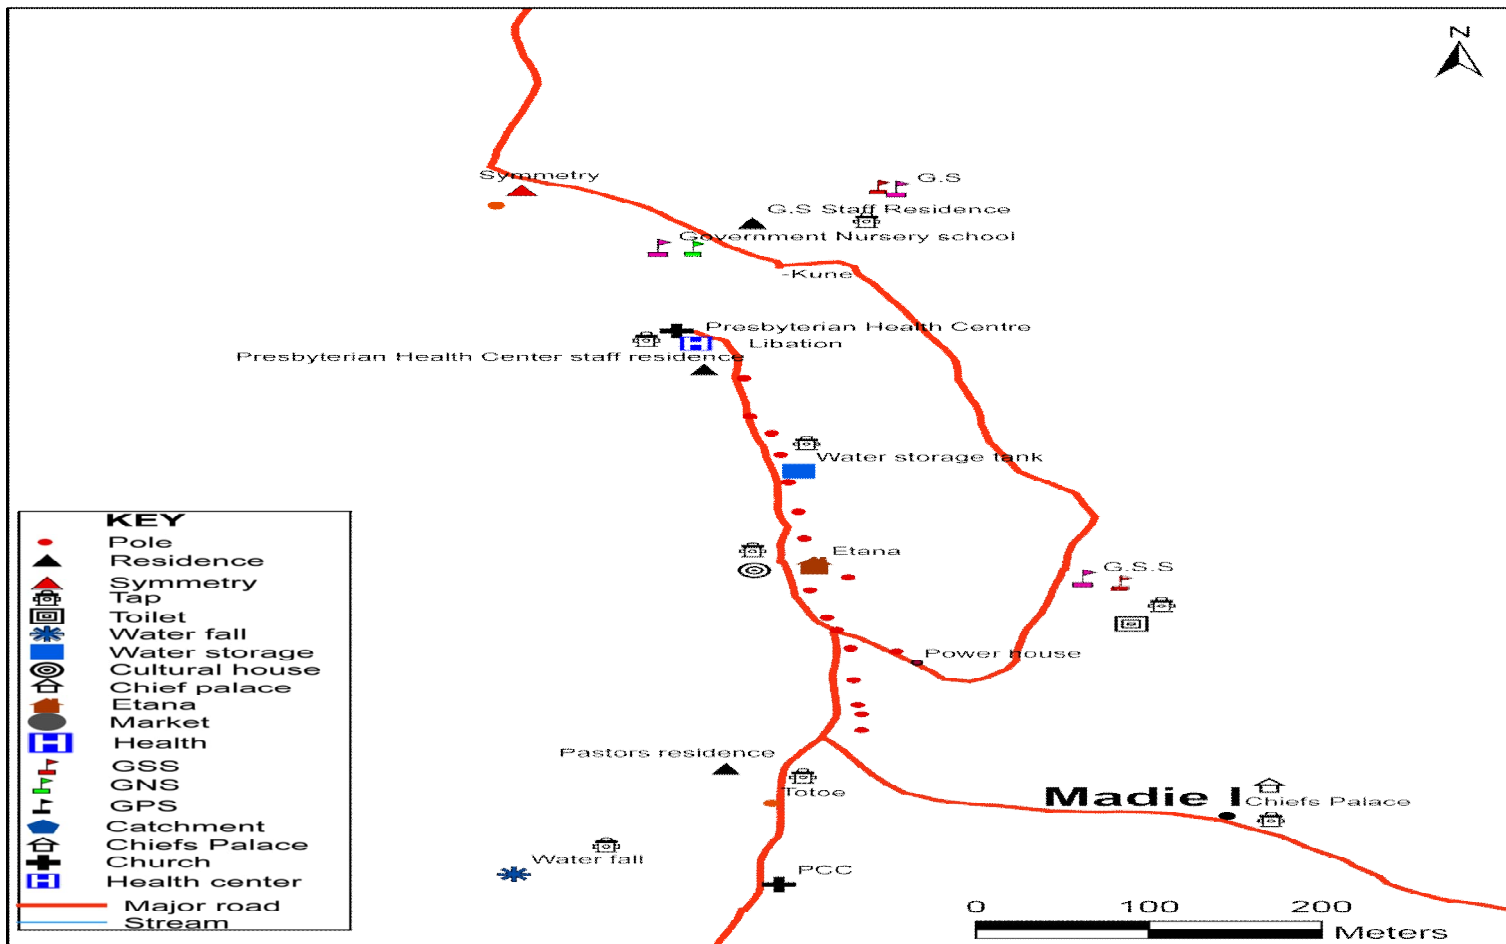 N
Symmetry
G.S
G.S Staff Residence
Government Nursery school
-Kune
Presbyterian Health Centre
Libation
Presbyterian Health Center staff residence
Water storage tank
Etana
G.S.S
Power house
Pastors residence
Totoe
Madie I
Chiefs Palace
Water fall
PCC
KEY
Pole
Residence
Symmetry
Tap
Toilet
Water fall
Water storage
Cultural house
Chief palace
Etana
Market
H Health
GSS
GNS
GPS
Catchment
Chiefs Palace
Church
H Health center
Major road
Stream
0 100 200
Meters